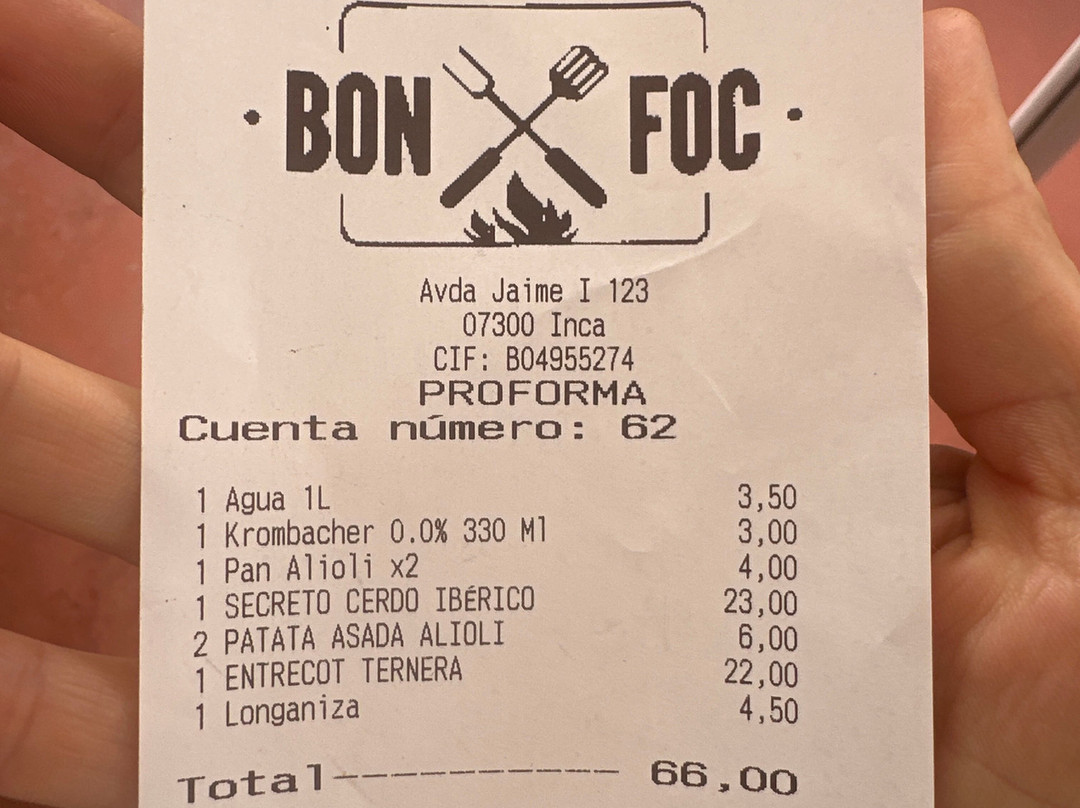 BON FOC
Avda Jaime I 123
07300 Inca
CIF: B04955274
PROFORMA
Cuenta número: 62
1 Agua 1L 3,50
1 Krombacher 0.0% 330 Ml 3,00
1 Pan Alioli x2 4,00
1 SECRETO CERDO IBÉRICO 23,00
2 PATATA ASADA ALIOLI 6,00
1 ENTRECOT TERNERA 22,00
1 Longaniza 4,50
Total---------- 66,00